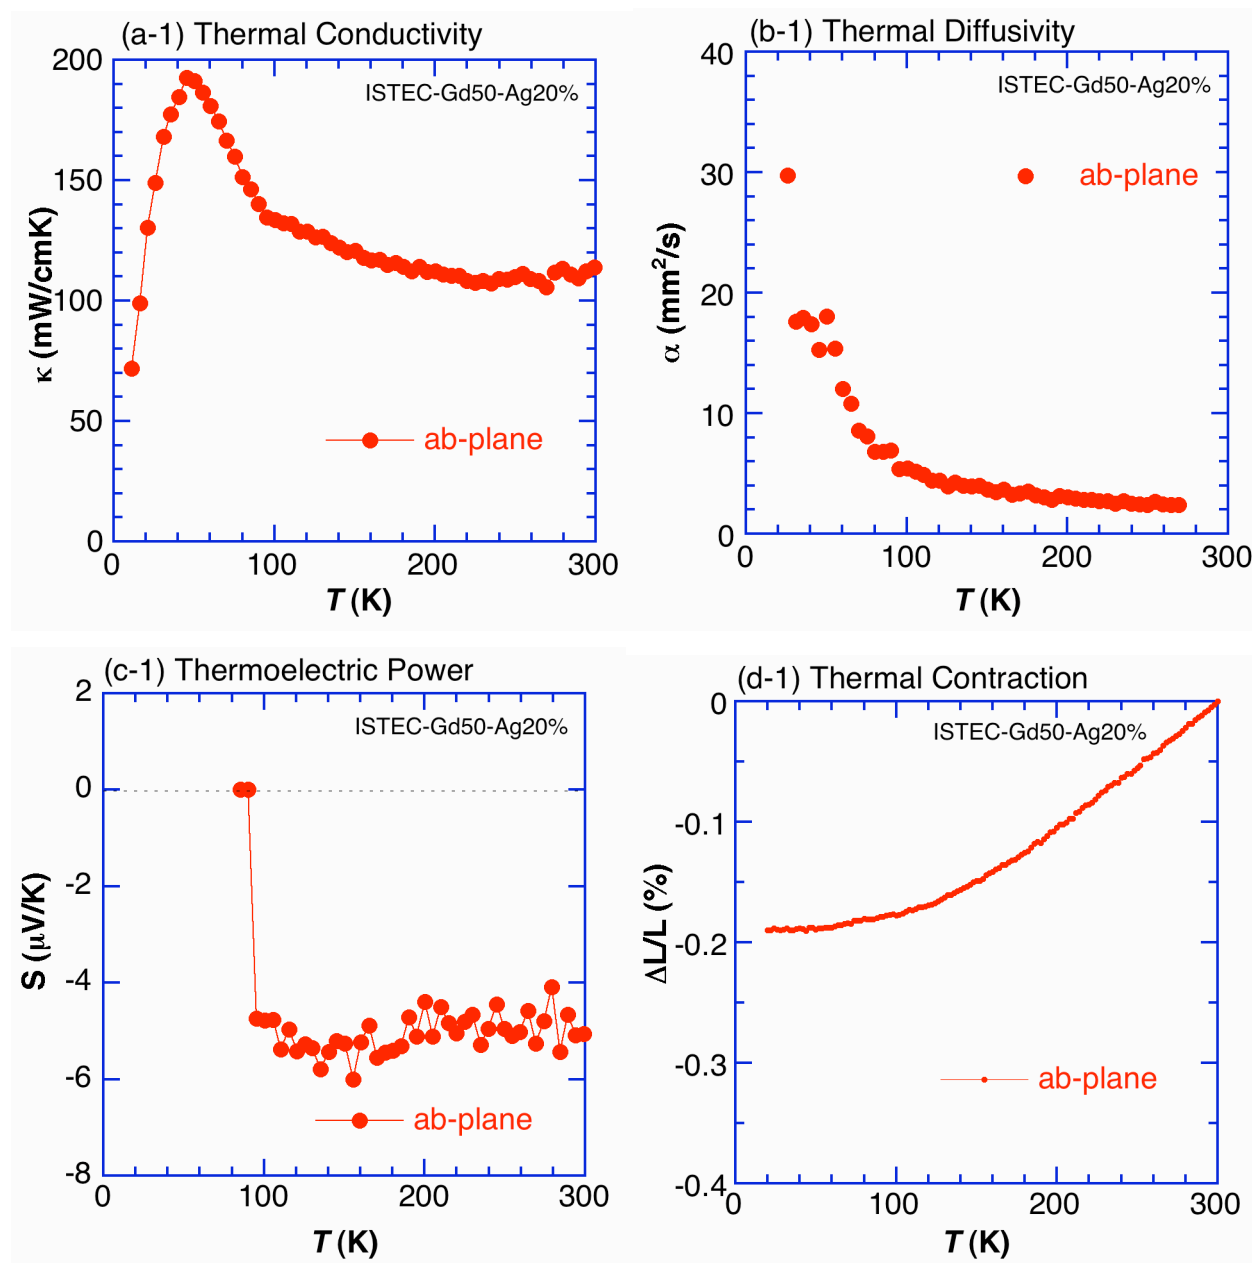 (a-1) Thermal Conductivity
200
150
100
50
0
κ (mW/cmK)
ISTEC-Gd50-Ag20%
ab-plane
0 100 200 300
T (K)
(b-1) Thermal Diffusivity
40
30
20
10
0
α (mm²/s)
ISTEC-Gd50-Ag20%
ab-plane
0 100 200 300
T (K)
(c-1) Thermoelectric Power
2
0
-2
-4
-6
-8
S (μV/K)
ISTEC-Gd50-Ag20%
ab-plane
0 100 200 300
T (K)
(d-1) Thermal Contraction
0
-0.1
-0.2
-0.3
-0.4
ΔL/L (%)
ISTEC-Gd50-Ag20%
ab-plane
0 100 200 300
T (K)